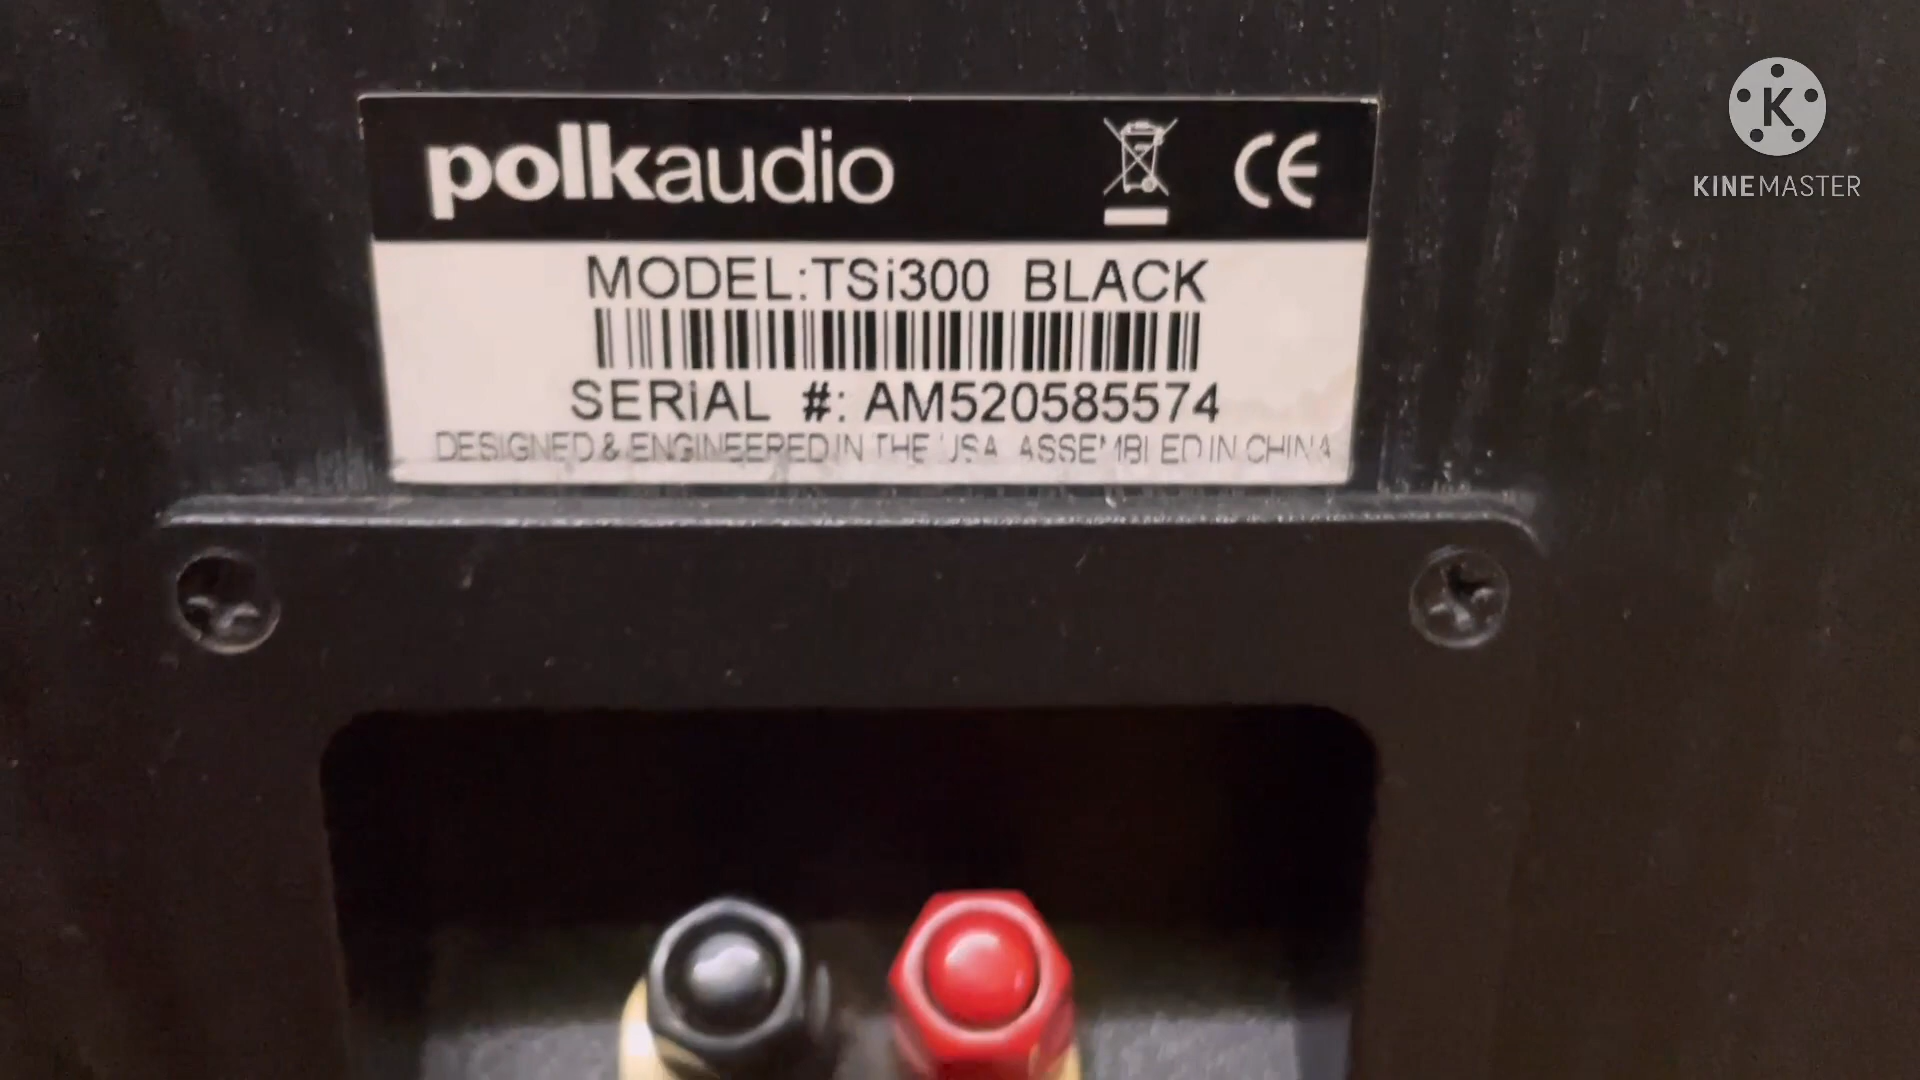 polkaudio CE
MODEL:TSi300 BLACK
SERIAL #: AM520585574
DESIGNED & ENGINEERED IN THE USA ASSEMBLED IN CHINA
K
KINEMASTER